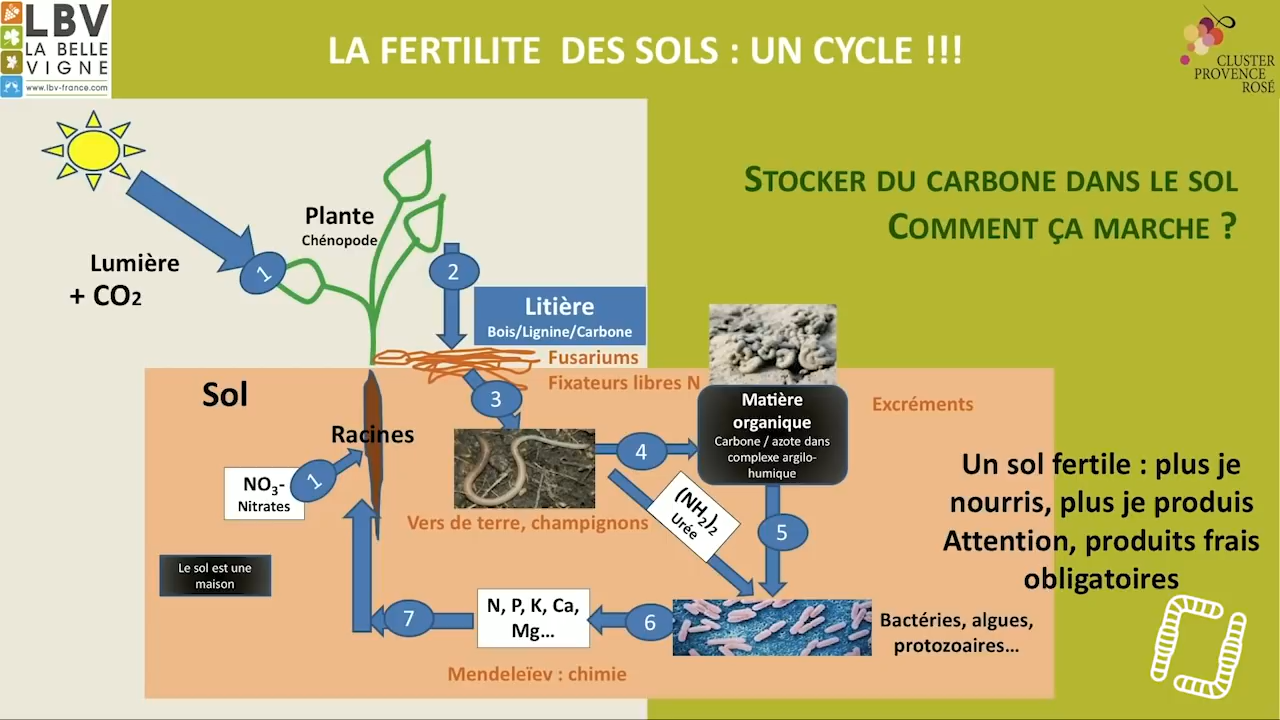 LBV
LA BELLE
VIGNE
www.lbv-france.com
LA FERTILITE DES SOLS : UN CYCLE !!!
CLUSTER
PROVENCE
ROSÉ
STOCKER DU CARBONE DANS LE SOL
COMMENT ÇA MARCHE ?
Plante
Chénopode
Lumière
+ CO2
1
2
Litière
Bois/Lignine/Carbone
Fusariums
Fixateurs libres N
Sol
3
Matière
organique
Carbone / azote dans
complexe argilo-
humique
Excréments
Racines
4
NO3-
Nitrates
1
(NH2)2
Urée
Vers de terre, champignons
5
Un sol fertile : plus je
nourris, plus je produis
Attention, produits frais
obligatoires
Le sol est une
maison
7
N, P, K, Ca,
Mg…
6
Bactéries, algues,
protozoaires…
Mendeleïev : chimie